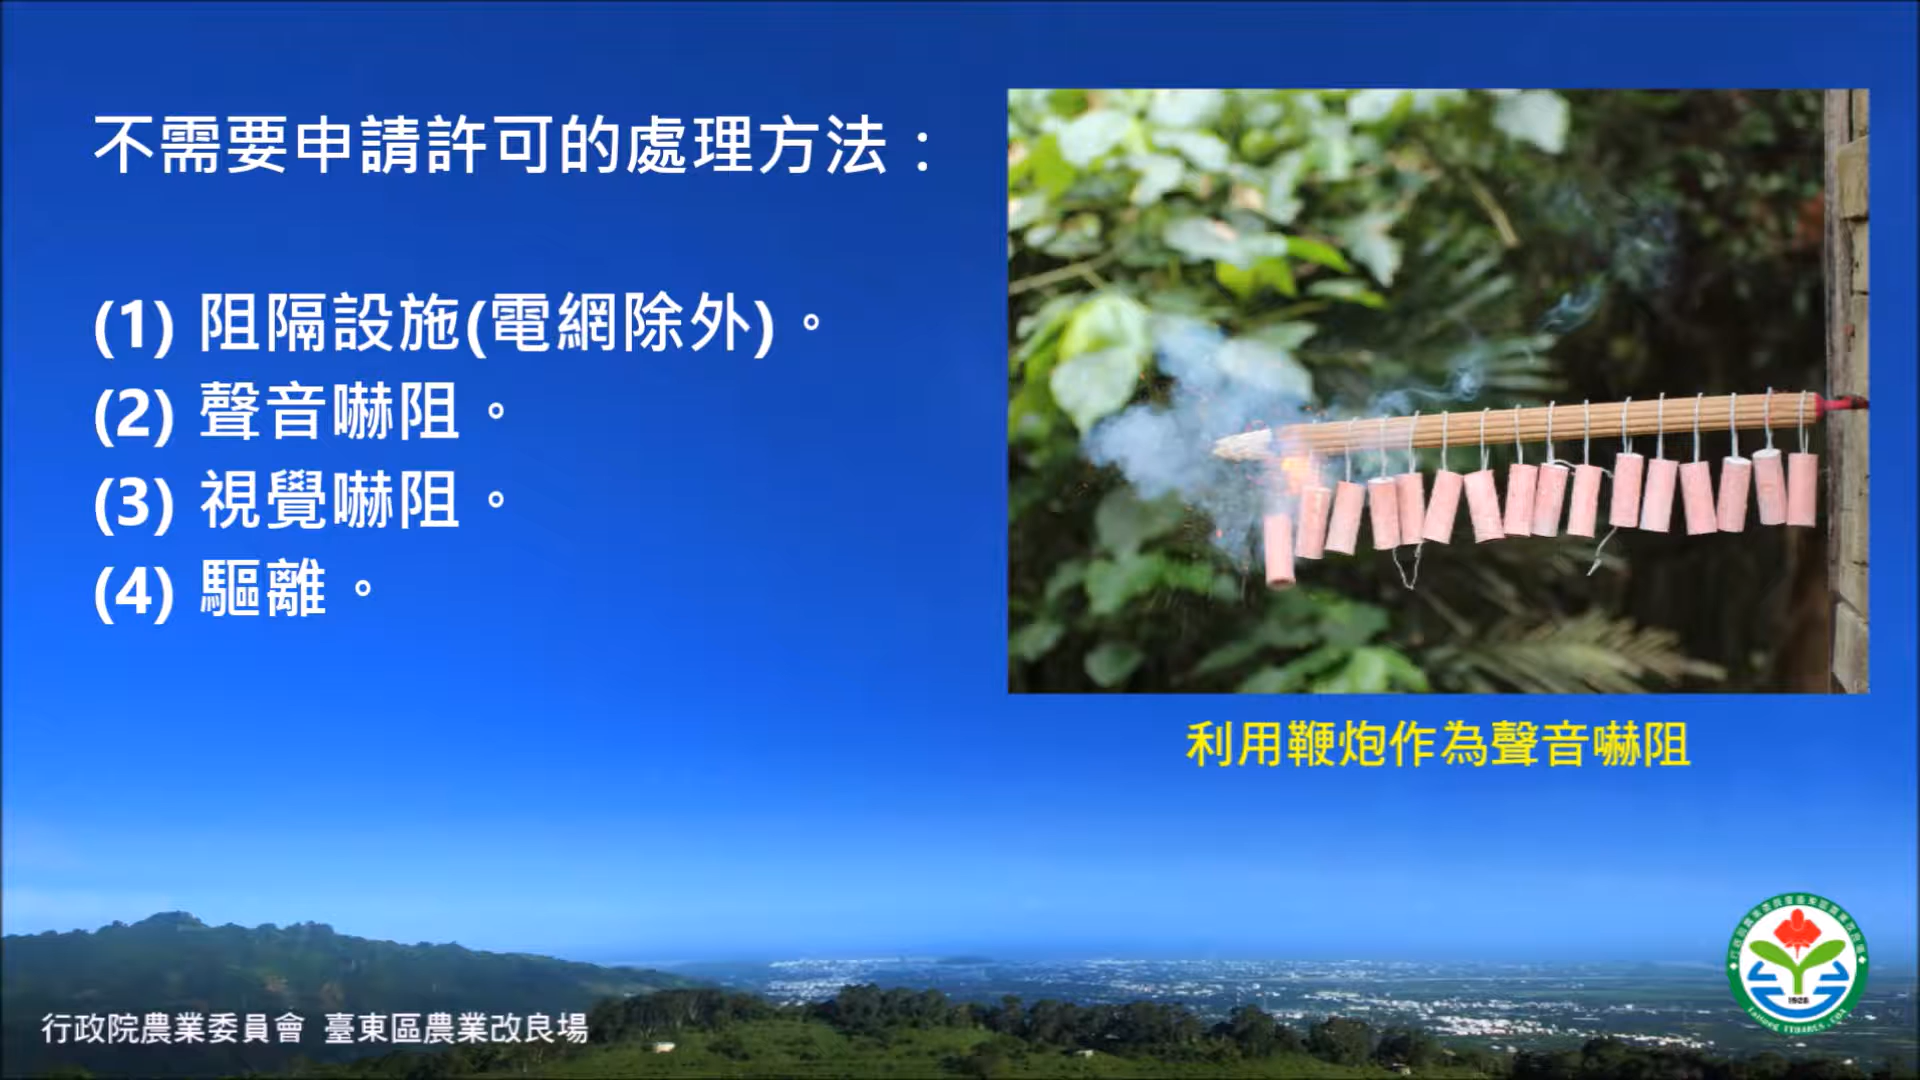 不需要申請許可的處理方法：
(1) 阻隔設施(電網除外)。
(2) 聲音嚇阻。
(3) 視覺嚇阻。
(4) 驅離。
利用鞭炮作為聲音嚇阻
行政院農業委員會 臺東區農業改良場
1928